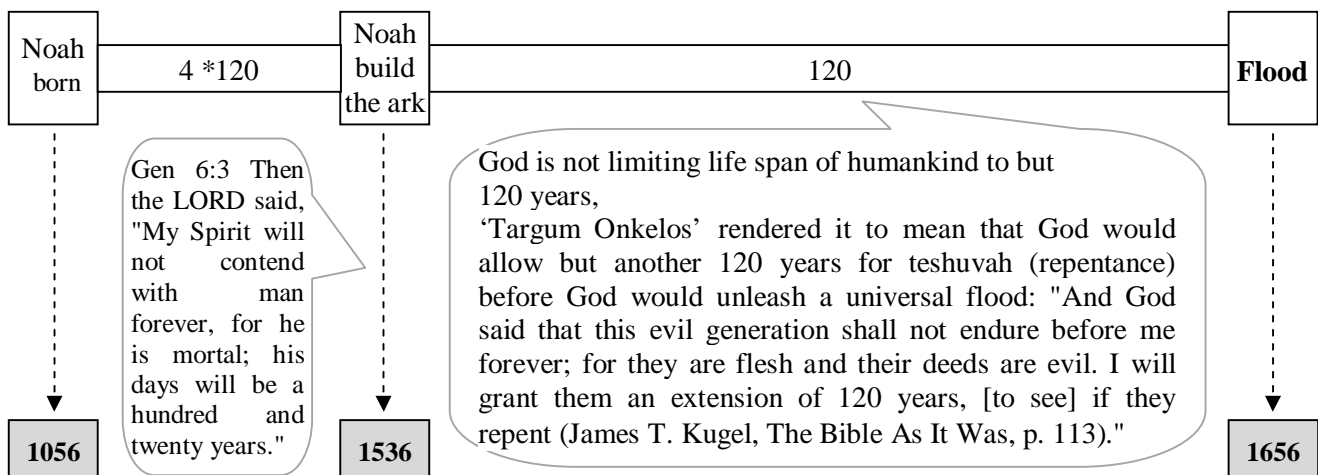 Noah
born
4 *120
Noah
build
the ark
120
Flood
Gen 6:3 Then
the LORD said,
"My Spirit will
not contend
with man
forever, for he
is mortal; his
days will be a
hundred and
twenty years."
God is not limiting life span of humankind to but
120 years,
‘Targum Onkelos’ rendered it to mean that God would
allow but another 120 years for teshuvah (repentance)
before God would unleash a universal flood: "And God
said that this evil generation shall not endure before me
forever; for they are flesh and their deeds are evil. I will
grant them an extension of 120 years, [to see] if they
repent (James T. Kugel, The Bible As It Was, p. 113)."
1056
1536
1656